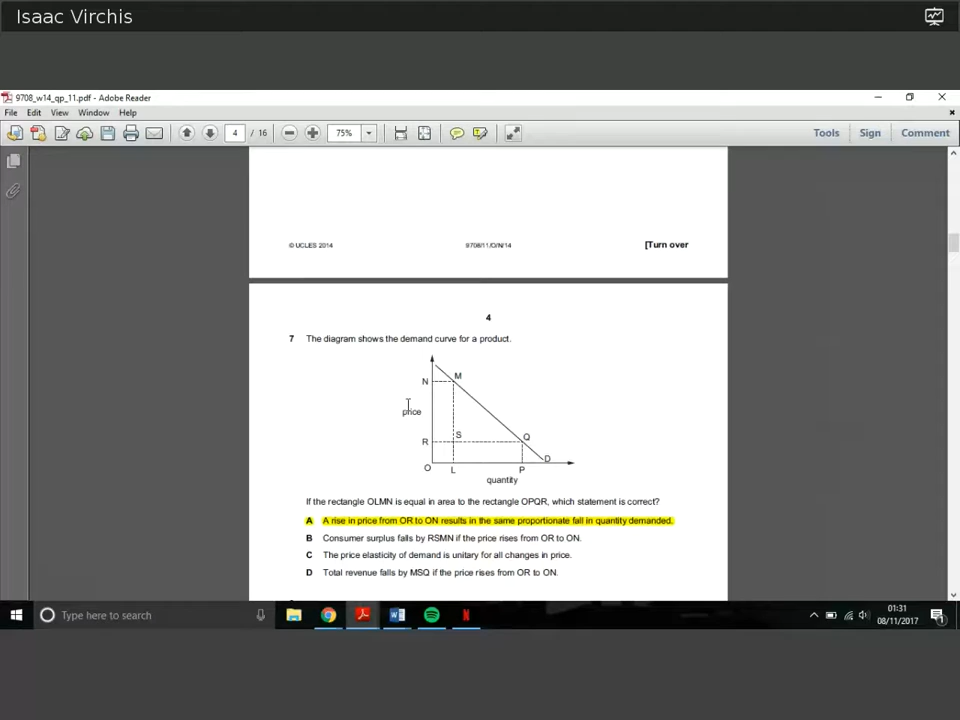 Isaac Virchis
9708_w14_qp_11.pdf - Adobe Reader
File Edit View Window Help
4 / 16 75% Tools Sign Comment
© UCLES 2014 9708/11/O/N/14 [Turn over
4
7 The diagram shows the demand curve for a product.
N M
price
R S Q
O L P D
quantity
If the rectangle OLMN is equal in area to the rectangle OPQR, which statement is correct?
A A rise in price from OR to ON results in the same proportionate fall in quantity demanded.
B Consumer surplus falls by RSMN if the price rises from OR to ON.
C The price elasticity of demand is unitary for all changes in price.
D Total revenue falls by MSQ if the price rises from OR to ON.
Type here to search
01:31
08/11/2017